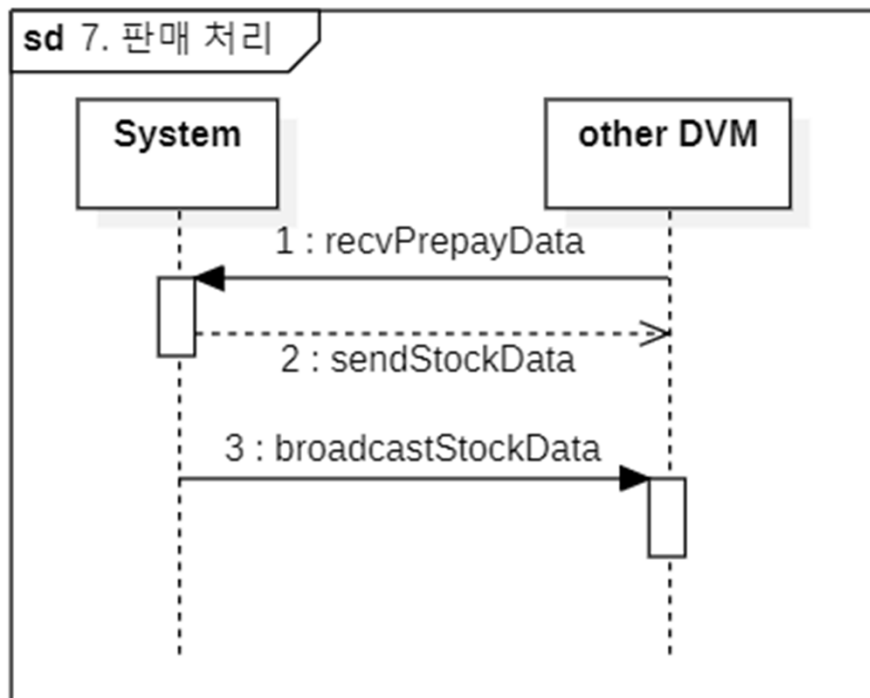 sd 7. 판매 처리
System
other DVM
1 : recvPrepayData
2 : sendStockData
3 : broadcastStockData